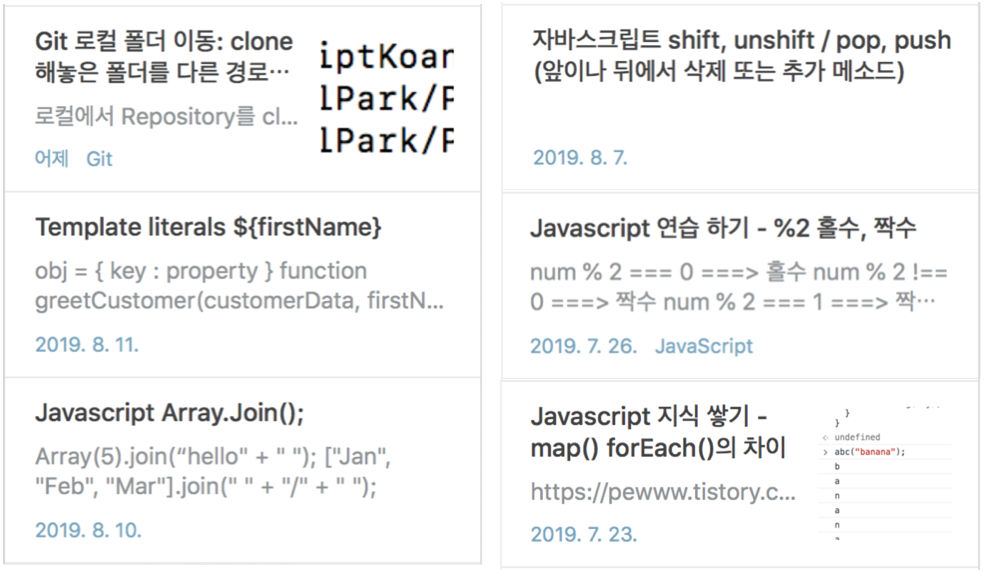 Git 로컬 폴더 이동: clone
해놓은 폴더를 다른 경로…
로컬에서 Repository를 cl...
어제 Git
iptKoan
lPark/P
lPark/P
Template literals ${firstName}
obj = { key : property } function
greetCustomer(customerData, firstN...
2019. 8. 11.
Javascript Array.Join();
Array(5).join(“hello" + " "); ["Jan",
"Feb", "Mar"].join(" " + "/" + " ");
2019. 8. 10.
자바스크립트 shift, unshift / pop, push
(앞이나 뒤에서 삭제 또는 추가 메소드)
2019. 8. 7.
Javascript 연습 하기 - %2 홀수, 짝수
num % 2 === 0 ===> 홀수 num % 2 !==
0 ===> 짝수 num % 2 === 1 ===> 짝…
2019. 7. 26. JavaScript
Javascript 지식 쌓기 -
map() forEach()의 차이
https://pewww.tistory.c...
2019. 7. 23.
}
}
undefined
abc("banana");
b
a
n
a
n